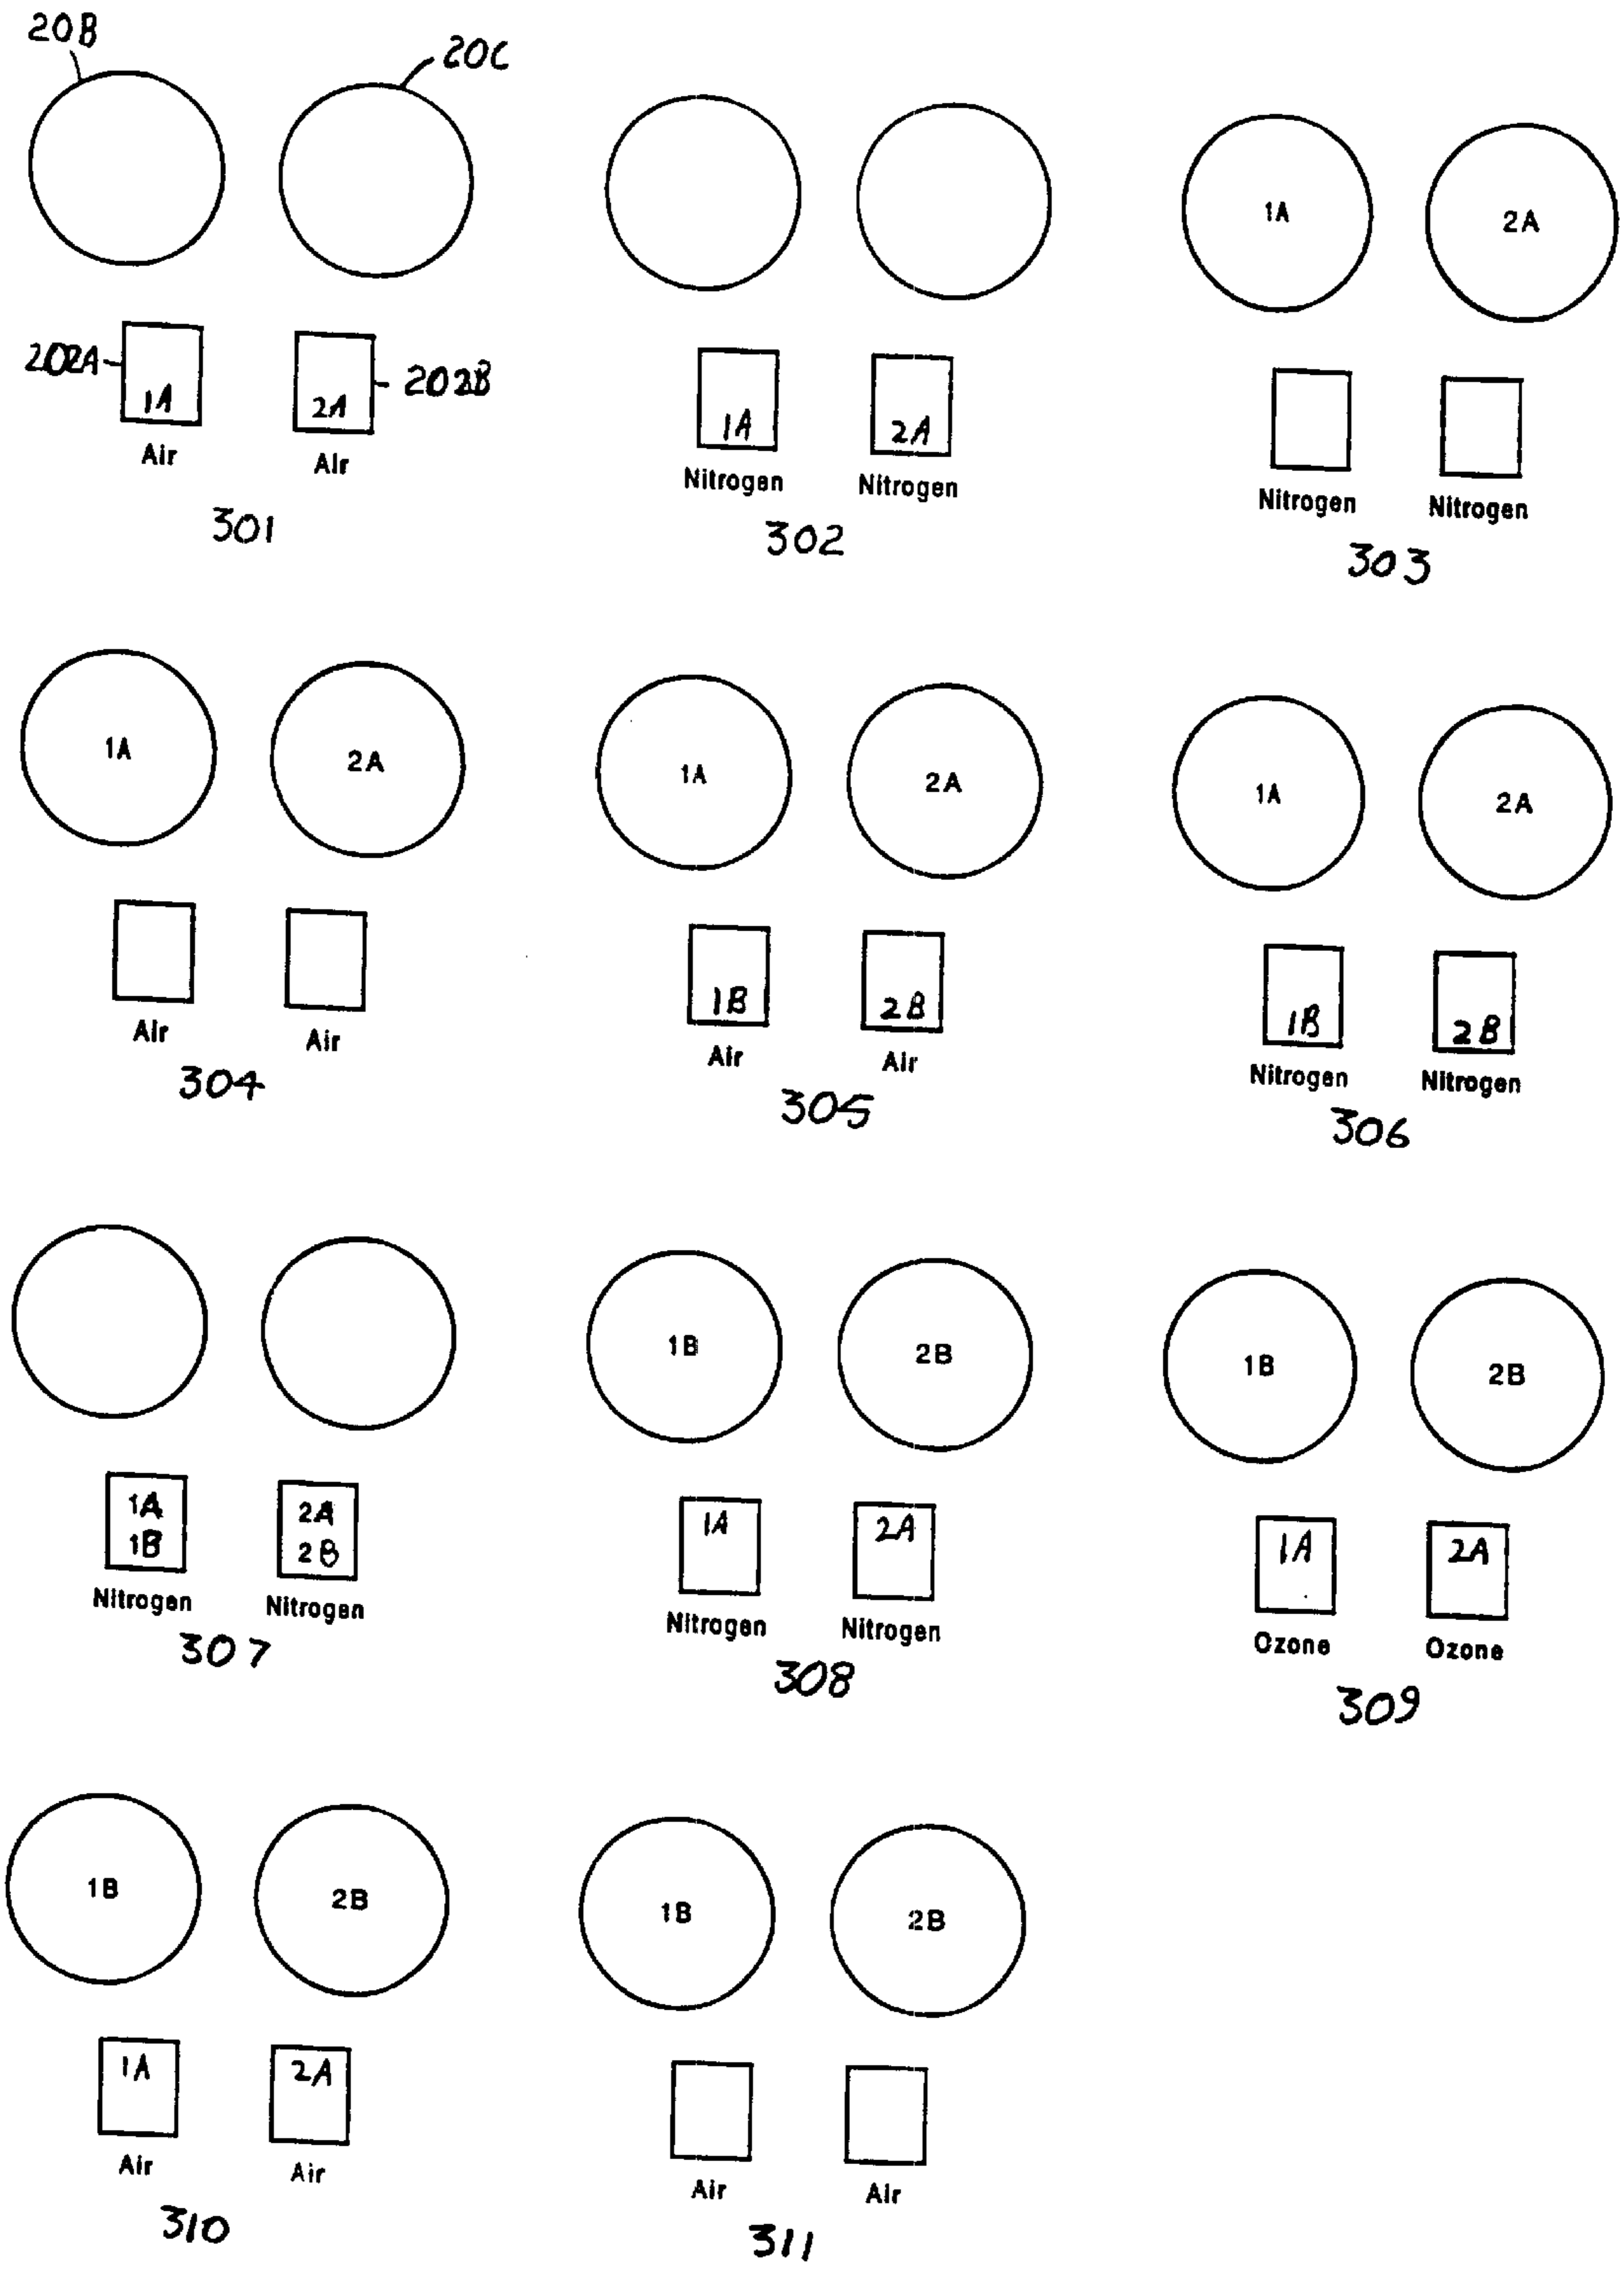 20B
20C
202A
1A
2A
202B
Air
Air
301
1A
2A
Nitrogen
Nitrogen
302
1A
2A
Nitrogen
Nitrogen
303
1A
2A
Air
Air
304
1A
2A
1B
2B
Air
Air
305
1A
2A
1B
2B
Nitrogen
Nitrogen
306
1A
1B
2A
2B
Nitrogen
Nitrogen
307
1B
2B
1A
2A
Nitrogen
Nitrogen
308
1B
2B
1A
2A
Ozone
Ozone
309
1B
2B
1A
2A
Air
Air
310
1B
2B
Air
Air
311